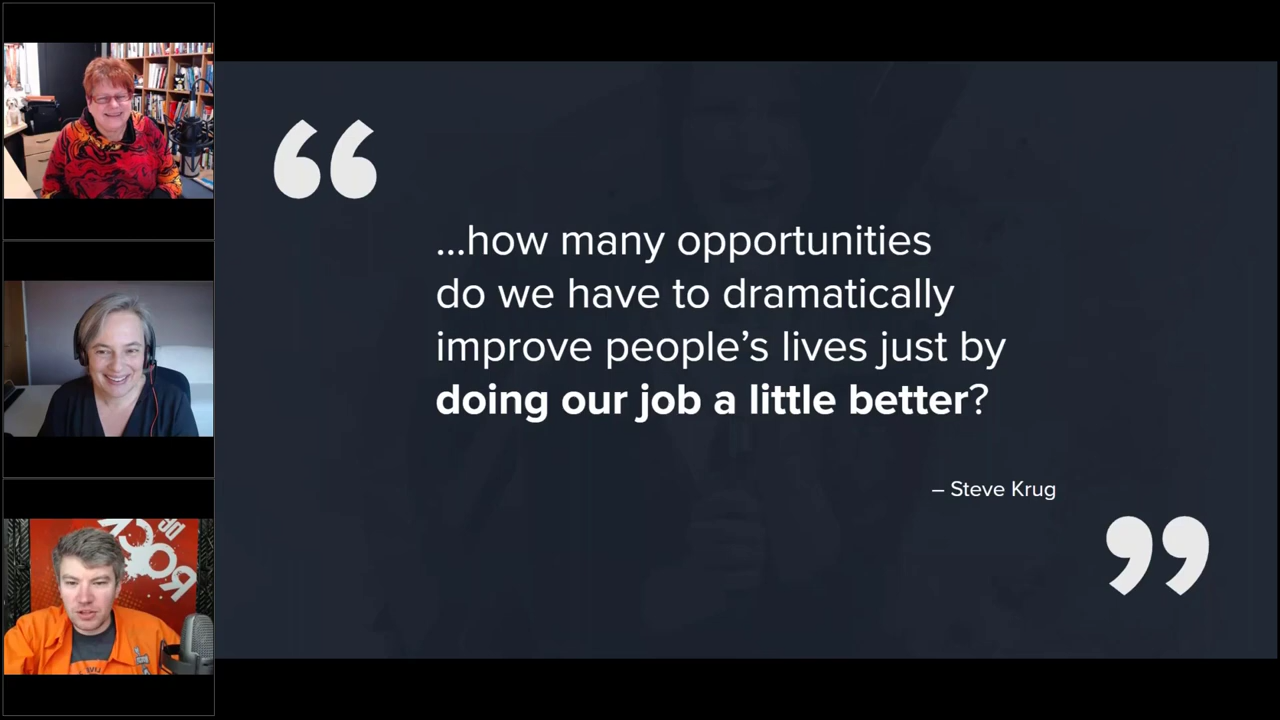 …how many opportunities
do we have to dramatically
improve people’s lives just by
doing our job a little better?
– Steve Krug